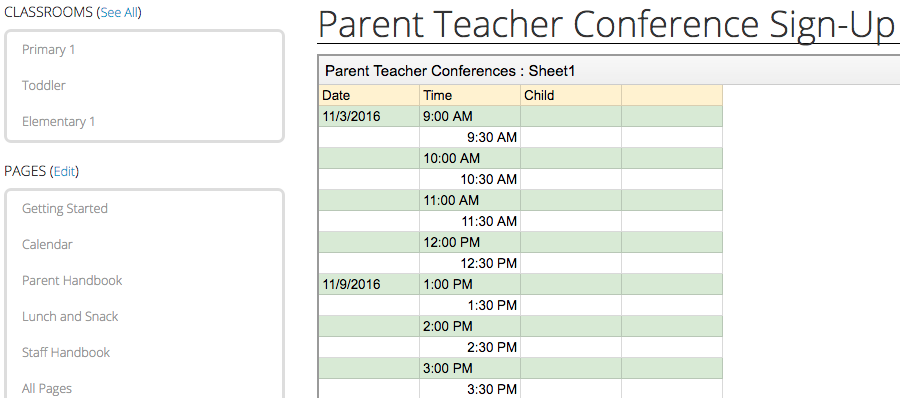 CLASSROOMS (See All)
Primary 1
Toddler
Elementary 1
PAGES (Edit)
Getting Started
Calendar
Parent Handbook
Lunch and Snack
Staff Handbook
All Pages
Parent Teacher Conference Sign-Up
Parent Teacher Conferences : Sheet1
Date Time Child
11/3/2016 9:00 AM
9:30 AM
10:00 AM
10:30 AM
11:00 AM
11:30 AM
12:00 PM
12:30 PM
11/9/2016 1:00 PM
1:30 PM
2:00 PM
2:30 PM
3:00 PM
3:30 PM